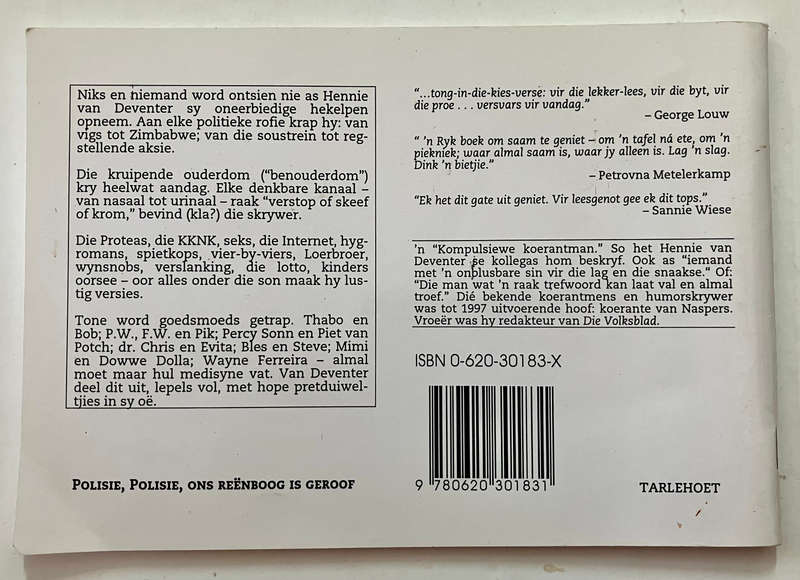 Niks en niemand word ontsien nie as Hennie
van Deventer sy oneerbiedige hekelpen
opneem. Aan elke politieke rofie krap hy: van
vigs tot Zimbabwe; van die soustrein tot reg-
stellende aksie.
Die kruipende ouderdom (“benouderdom”)
kry heelwat aandag. Elke denkbare kanaal –
van nasaal tot urinaal – raak “verstop of skeef
of krom,” bevind (kla?) die skrywer.
Die Proteas, die KKNK, seks, die Internet, hyg-
romans, spietkops, vier-by-viers, Loerbroer,
wynsnobs, verslanking, die lotto, kinders
oorsee – oor alles onder die son maak hy lus-
tig versies.
Tone word goedsmoeds getrap. Thabo en
Bob; P.W., F.W. en Pik; Percy Sonn en Piet van
Potch; dr. Chris en Evita; Bles en Steve; Mimi
en Dowwe Dolla; Wayne Ferreira – almal
moet maar hul medisyne vat. Van Deventer
deel dit uit, lepels vol, met hope pretduiwel-
tjies in sy oë.
POLISIE, POLISIE, ONS REËNBOOG IS GEROOF
“...tong-in-die-kies-verse: vir die lekker-lees, vir die byt, vir
die proe . . . versvars vir vandag.”
– George Louw
“ 'n Ryk boek om saam te geniet – om 'n tafel ná ete, om 'n
piekniek; waar almal saam is, waar jy alleen is. Lag 'n slag.
Dink 'n bietjie.”
– Petrovna Metelerkamp
“Ek het dit gate uit geniet. Vir leesgenot gee ek dit tops.”
– Sannie Wiese
'n “Kompulsiewe koerantman.” So het Hennie van
Deventer se kollegas hom beskryf. Ook as “iemand
met 'n onblusbare sin vir die lag en die snaakse.“ Of:
“Die man wat 'n raak trefwoord kan laat val en almal
troef.” Dié bekende koerantmens en humorskrywer
was tot 1997 uitvoerende hoof: koerante van Naspers.
Vroeër was hy redakteur van Die Volksblad.
ISBN 0-620-30183-X
9 780620 301831
TARLEHOET